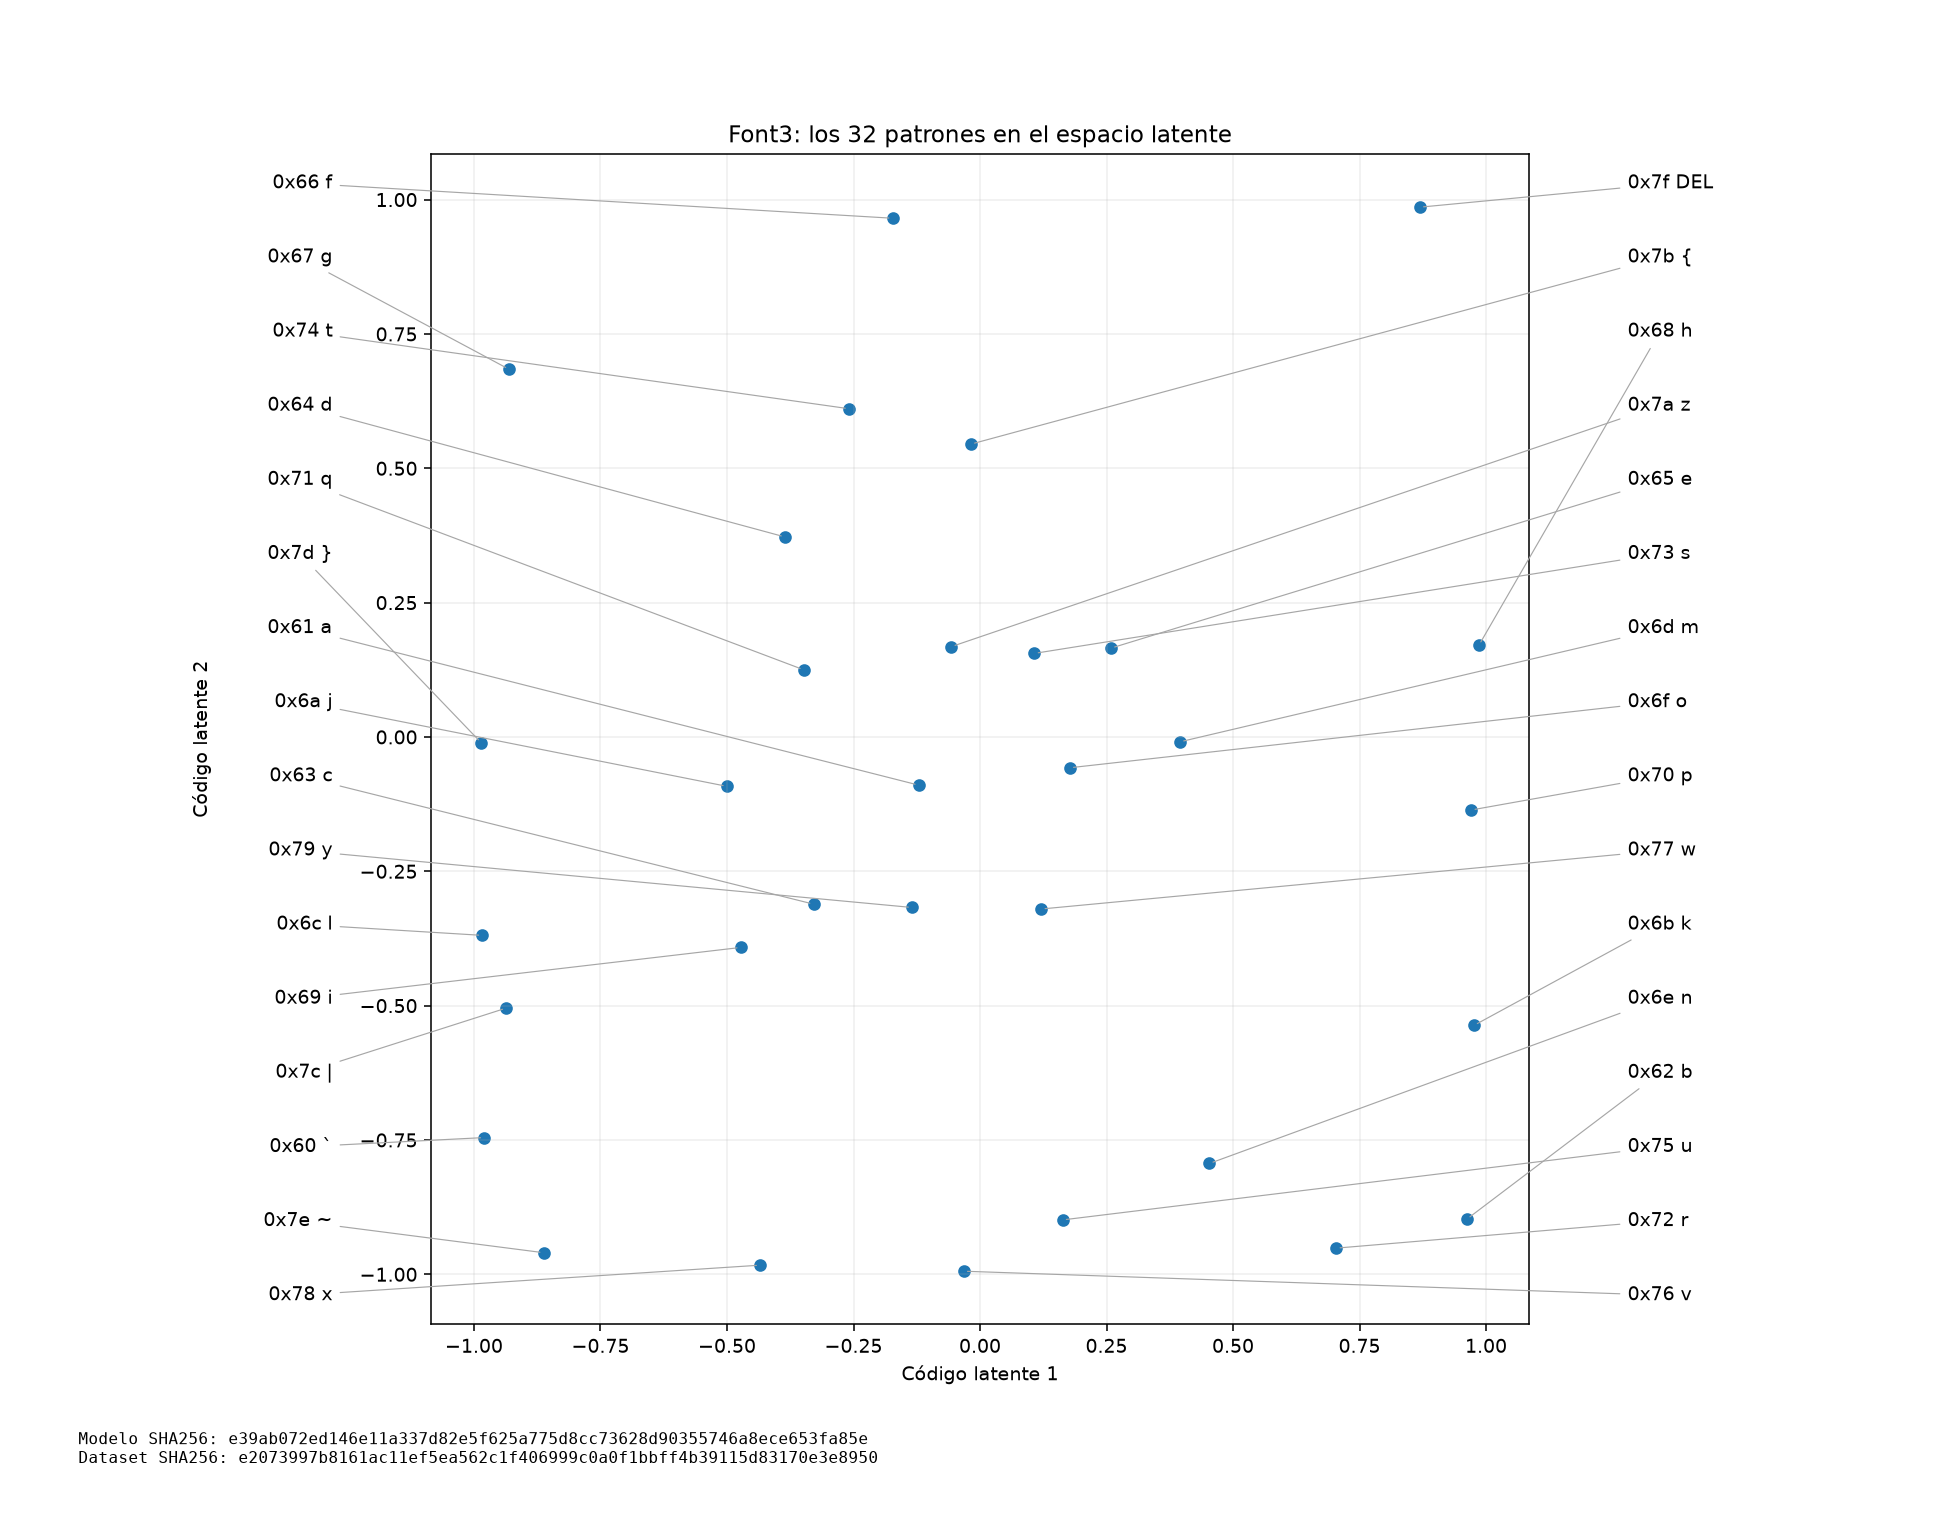 Font3: los 32 patrones en el espacio latente
0x66 f
0x67 g
0x74 t
0x64 d
0x71 q
0x7d }
0x61 a
0x6a j
0x63 c
0x79 y
0x6c l
0x69 i
0x7c |
0x60 `
0x7e ~
0x78 x
Código latente 2
1.00
0.75
0.50
0.25
0.00
−0.25
−0.50
−0.75
−1.00
0x7f DEL
0x7b {
0x68 h
0x7a z
0x65 e
0x73 s
0x6d m
0x6f o
0x70 p
0x77 w
0x6b k
0x6e n
0x62 b
0x75 u
0x72 r
0x76 v
−1.00 −0.75 −0.50 −0.25 0.00 0.25 0.50 0.75 1.00
Código latente 1
Modelo SHA256: e39ab072ed146e11a337d82e5f625a775d8cc73628d90355746a8ece653fa85e
Dataset SHA256: e2073997b8161ac11ef5ea562c1f406999c0a0f1bbff4b39115d83170e3e8950